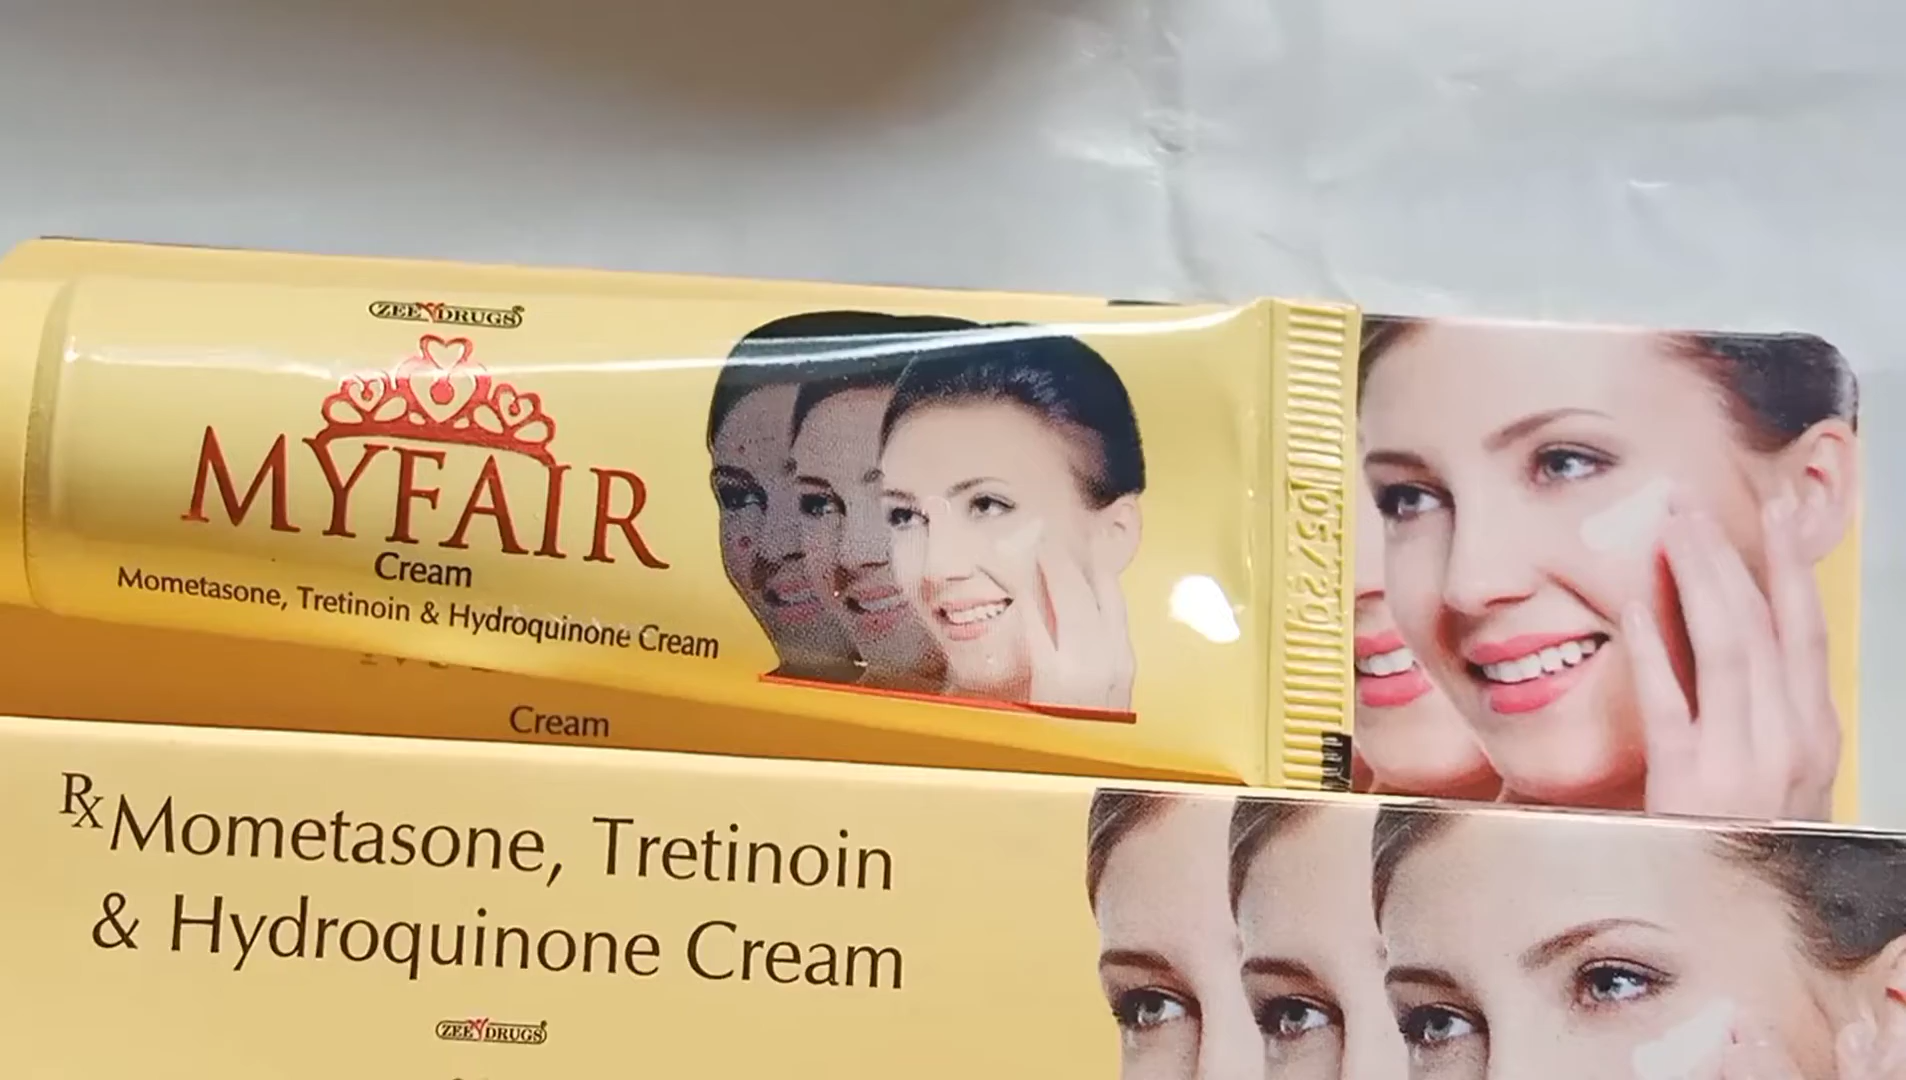 ZEE DRUGS
MYFAIR
Cream
Mometasone, Tretinoin & Hydroquinone Cream
Cream
Rx Mometasone, Tretinoin
& Hydroquinone Cream
ZEE DRUGS